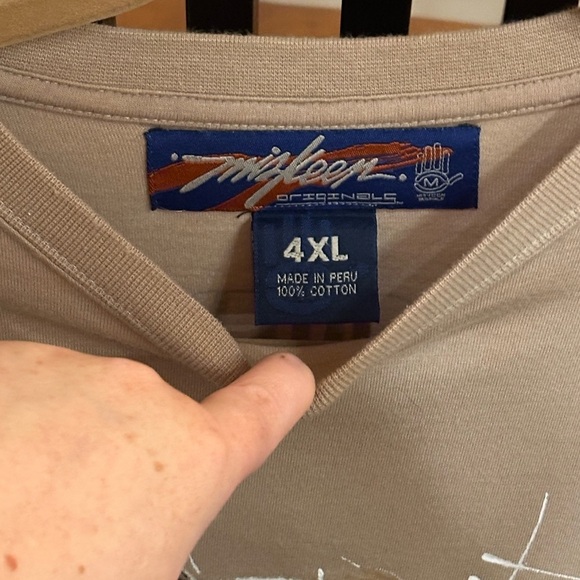 mixteen
ORIGINALS
M
4XL
MADE IN PERU
100% COTTON